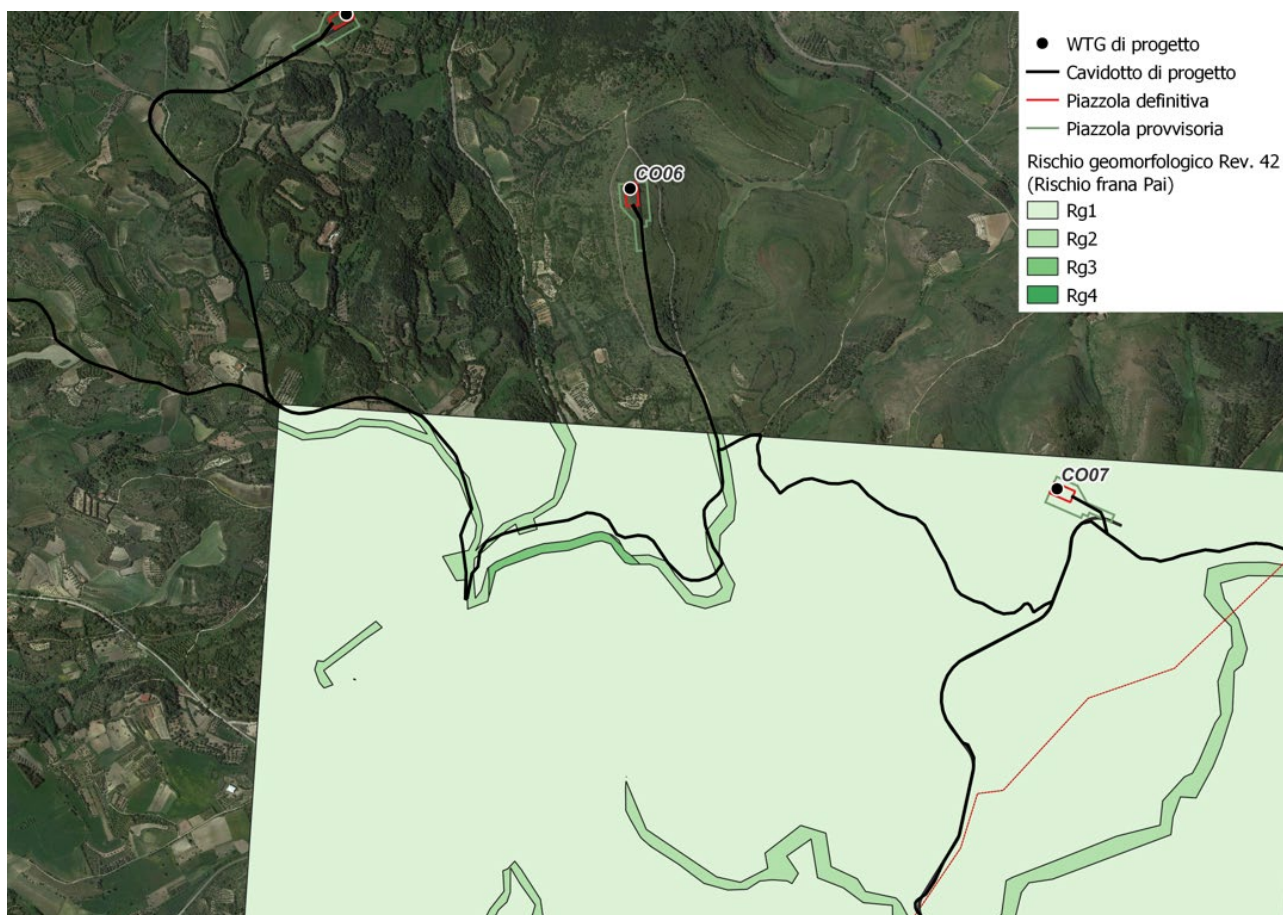 WTG di progetto
Cavidotto di progetto
Piazzola definitiva
Piazzola provvisoria
Rischio geomorfologico Rev. 42
(Rischio frana Pai)
Rg1
Rg2
Rg3
Rg4
CO06
CO07